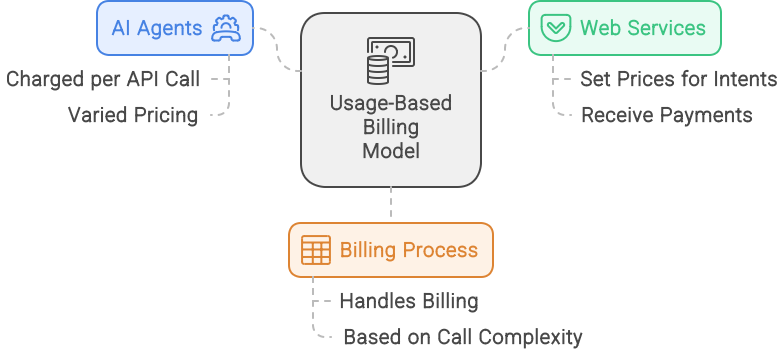 AI Agents
Charged per API Call
Varied Pricing
Usage-Based
Billing
Model
Web Services
Set Prices for Intents
Receive Payments
Billing Process
Handles Billing
Based on Call Complexity